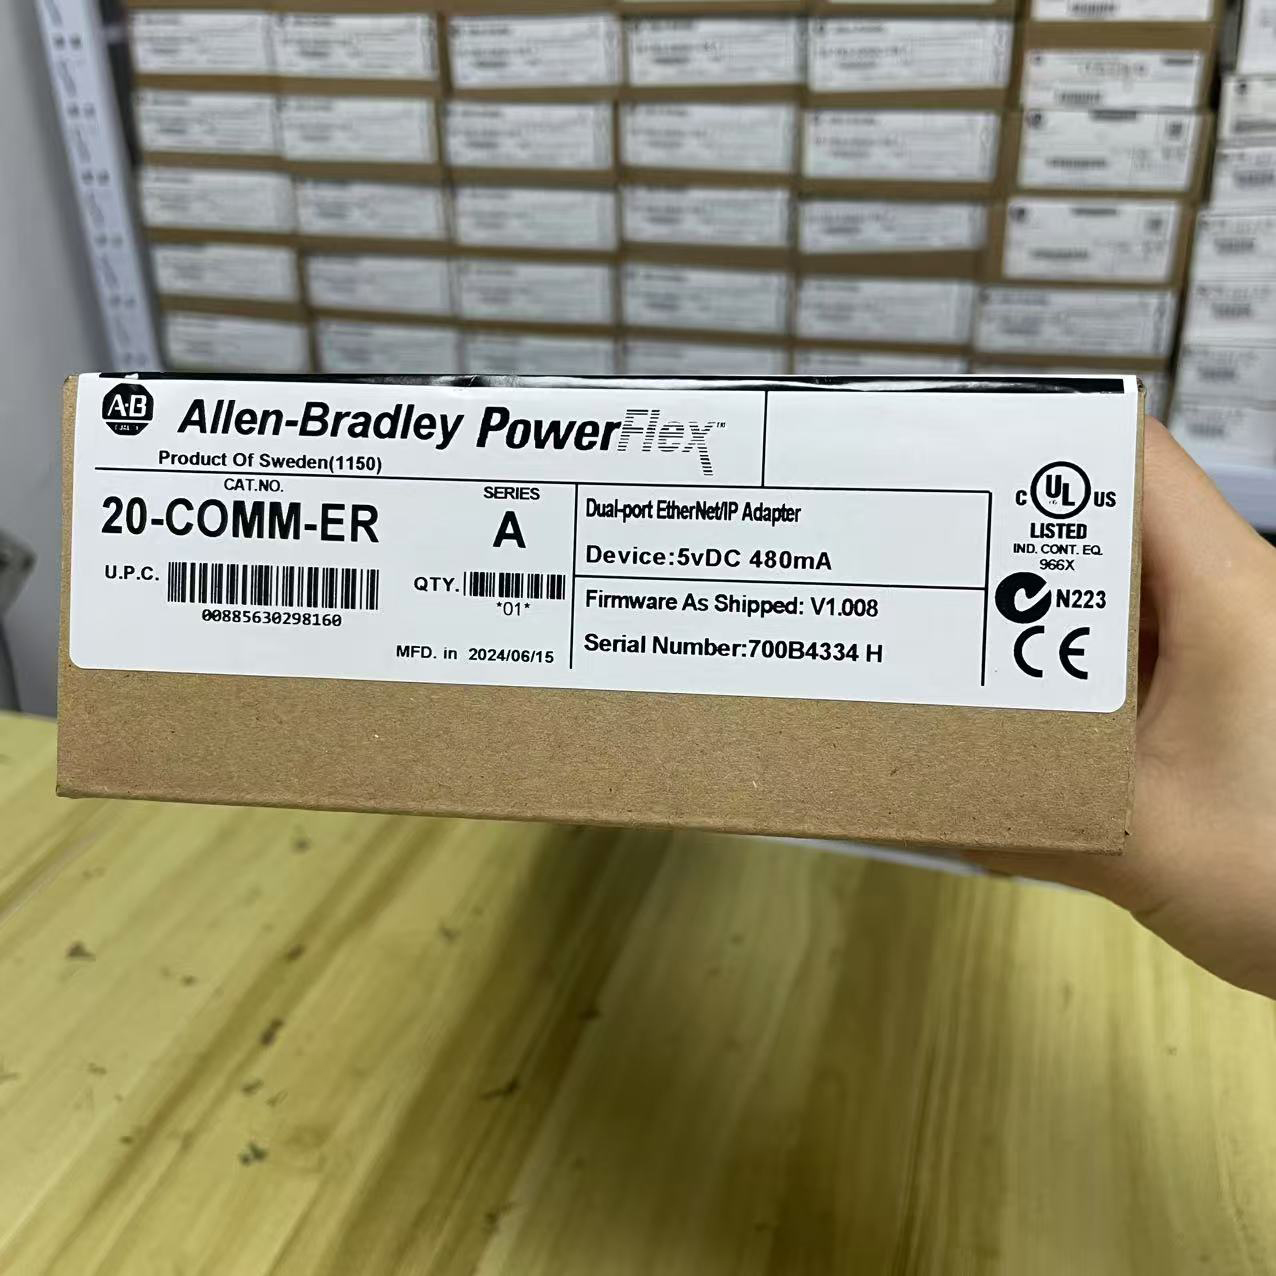 A-B
Allen-Bradley PowerFlex™
Product Of Sweden(1150)
CAT.NO.
20-COMM-ER
SERIES
A
U.P.C.
00885630298160
QTY.
*01*
MFD. in 2024/06/15
Dual-port EtherNet/IP Adapter
Device:5vDC 480mA
Firmware As Shipped: V1.008
Serial Number:700B4334 H
C UL US
LISTED
IND. CONT. EQ.
966X
N223
CE